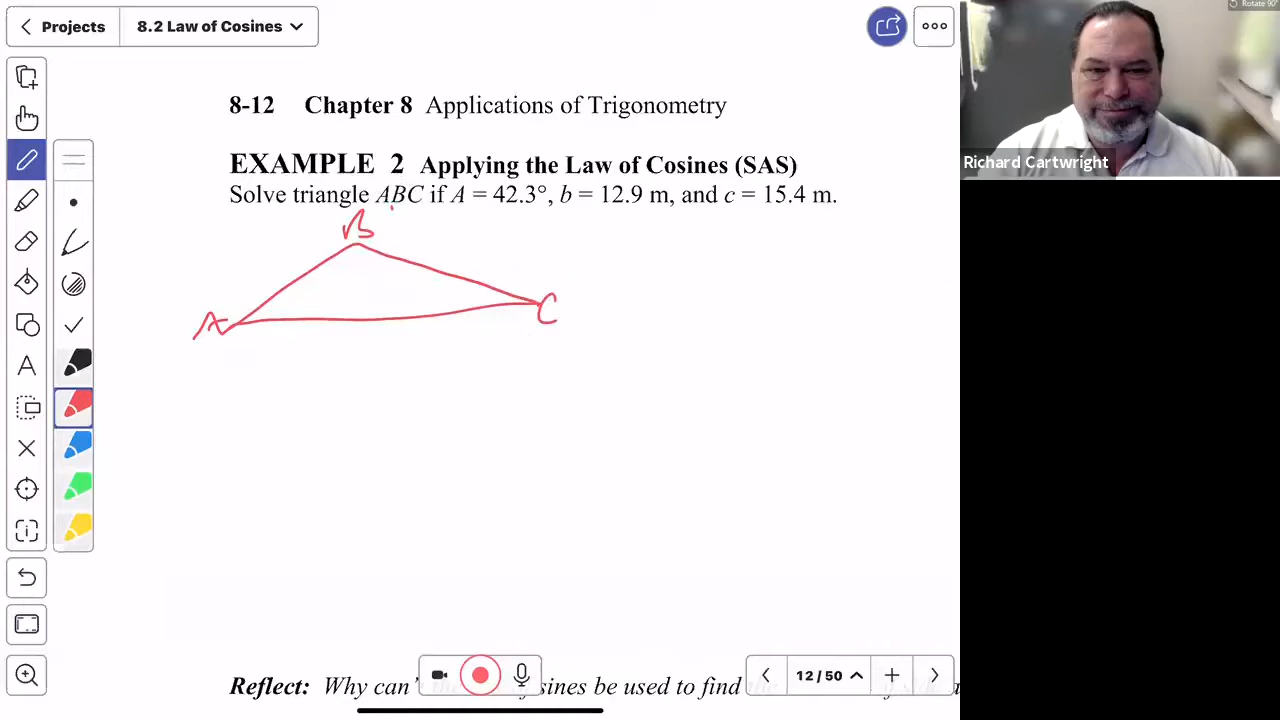 Projects
8.2 Law of Cosines
Rotate 90°
8-12 Chapter 8 Applications of Trigonometry
EXAMPLE 2 Applying the Law of Cosines (SAS)
Solve triangle ABC if A = 42.3°, b = 12.9 m, and c = 15.4 m.
Richard Cartwright
B
A
C
A
12/50
Reflect: Why can't sines be used to find